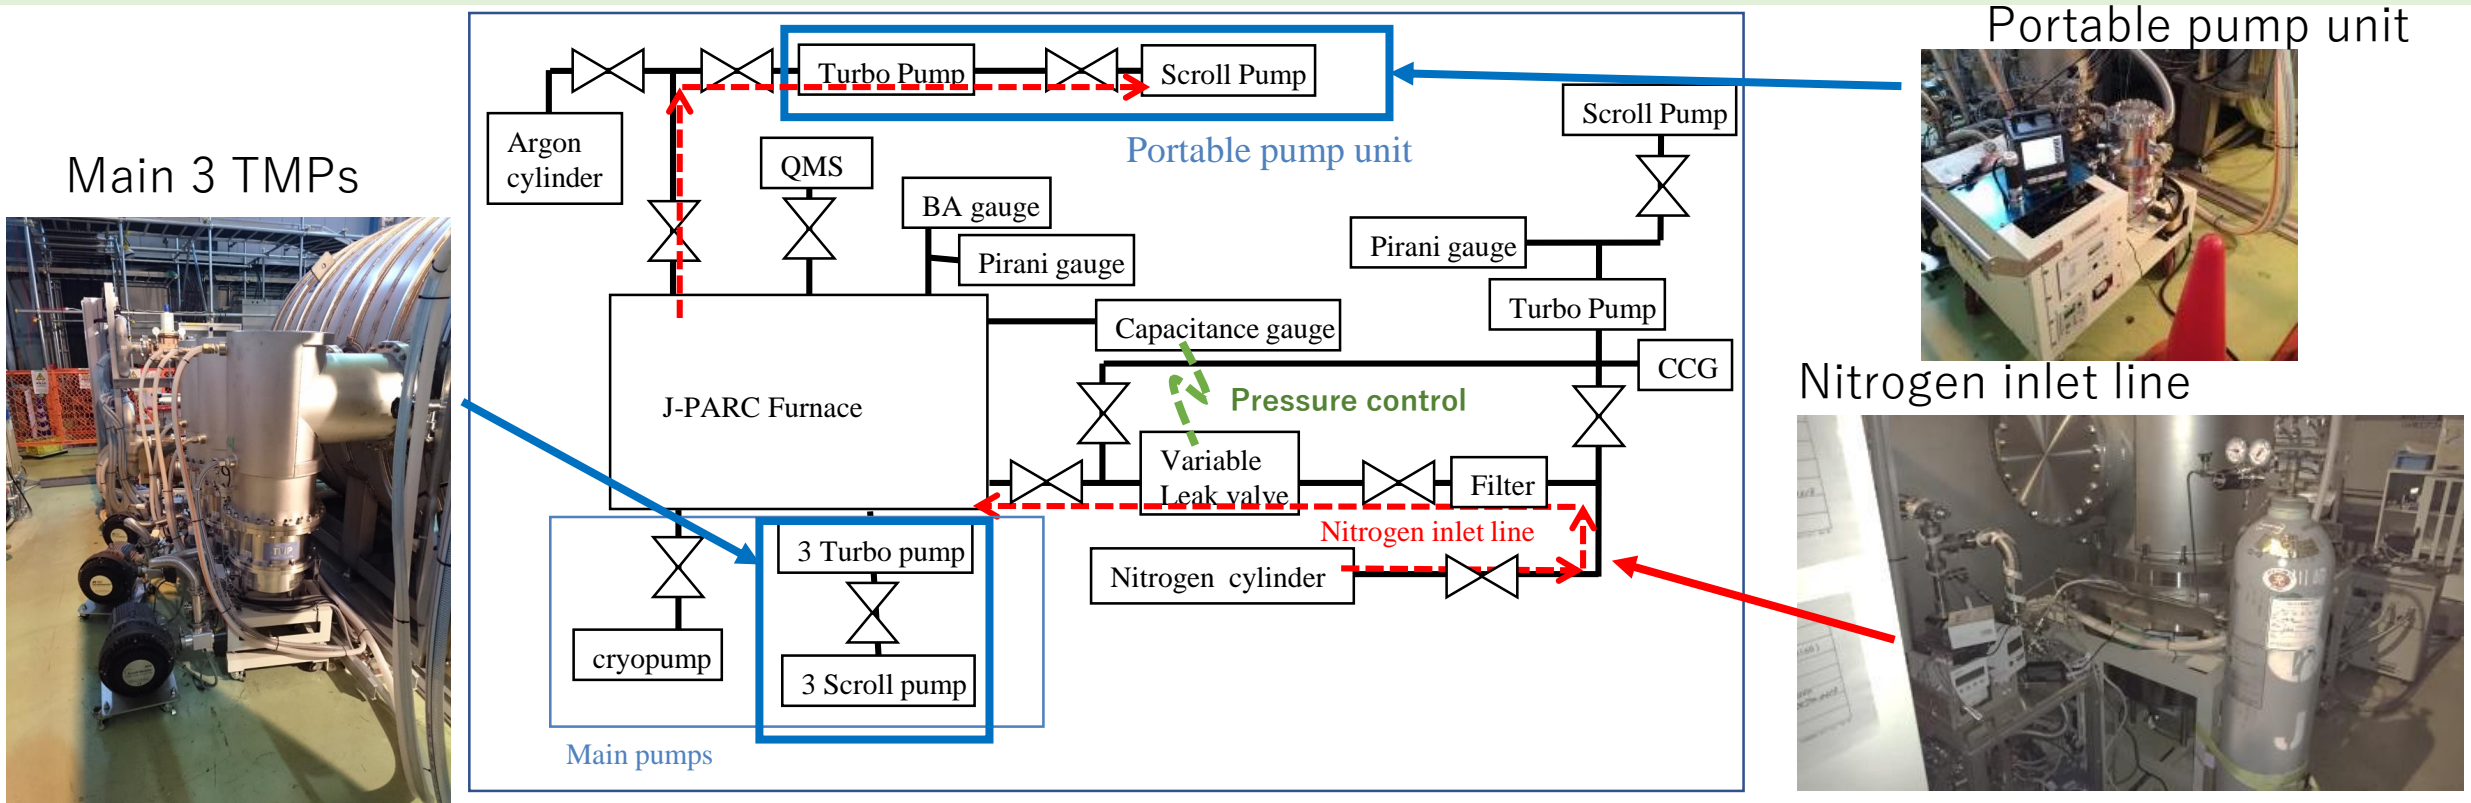 Portable pump unit
Turbo Pump
Scroll Pump
Scroll Pump
Argon
cylinder
Portable pump unit
QMS
Main 3 TMPs
BA gauge
Pirani gauge
Pirani gauge
Turbo Pump
Capacitance gauge
CCG
Nitrogen inlet line
J-PARC Furnace
Pressure control
Variable
Leak valve
Filter
Nitrogen inlet line
3 Turbo pump
Nitrogen cylinder
cryopump
3 Scroll pump
Main pumps